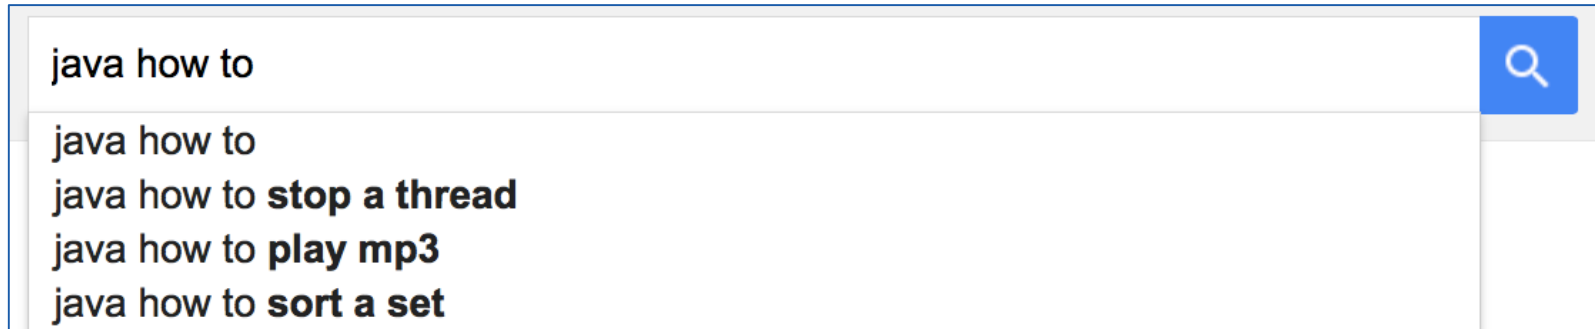 java how to
java how to
java how to stop a thread
java how to play mp3
java how to sort a set